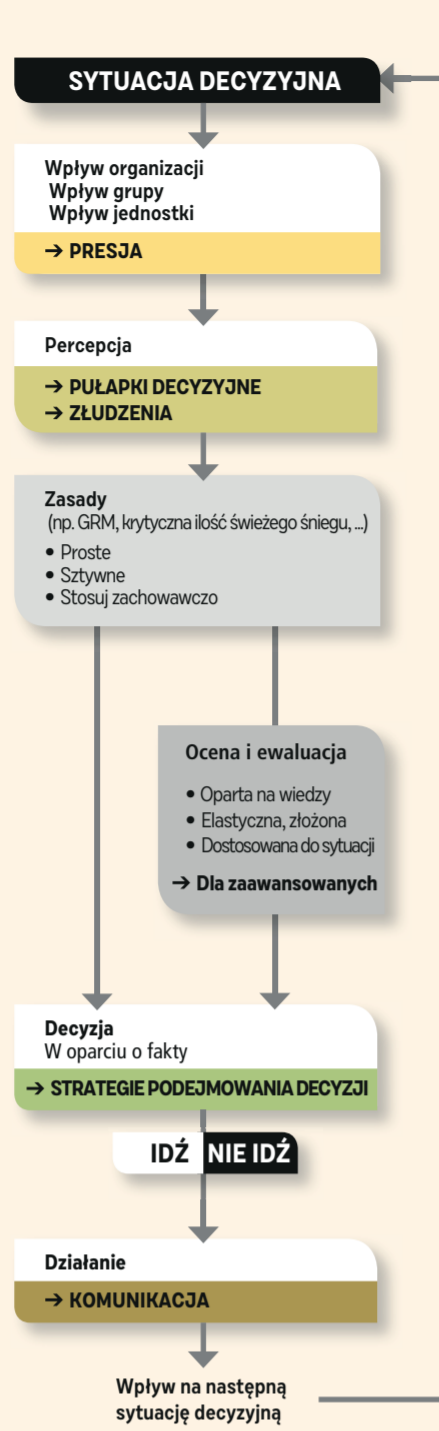 SYTUACJA DECYZYJNA
Wpływ organizacji
Wpływ grupy
Wpływ jednostki
→ PRESJA
Percepcja
→ PUŁAPKI DECYZYJNE
→ ZŁUDZENIA
Zasady
(np. GRM, krytyczna ilość świeżego śniegu, ...)
• Proste
• Sztywne
• Stosuj zachowawczo
Ocena i ewaluacja
• Oparta na wiedzy
• Elastyczna, złożona
• Dostosowana do sytuacji
→ Dla zaawansowanych
Decyzja
W oparciu o fakty
→ STRATEGIE PODEJMOWANIA DECYZJI
IDŹ NIE IDŹ
Działanie
→ KOMUNIKACJA
Wpływ na następną
sytuację decyzyjną